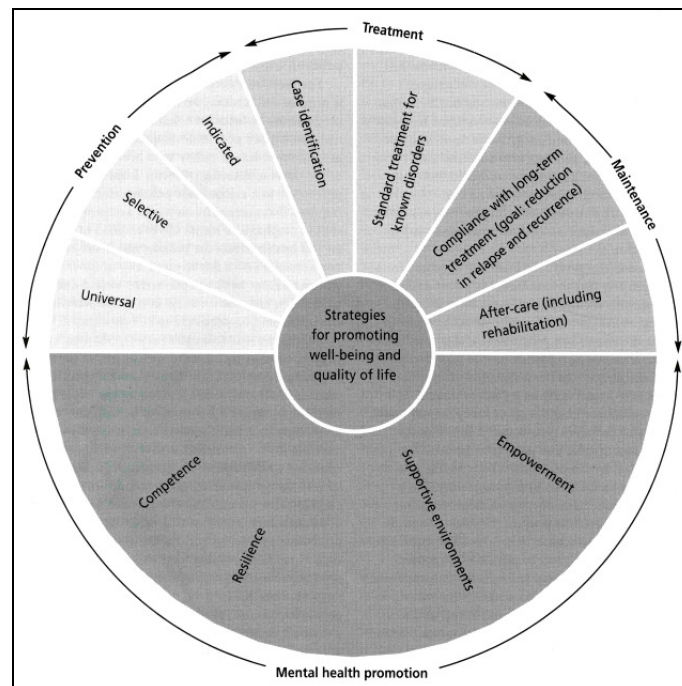 Treatment
Prevention
Maintenance
Universal
Selective
Indicated
Case identification
Standard treatment for
known disorders
Compliance with long-term
treatment (goal: reduction
in relapse and recurrence)
After-care (including
rehabilitation)
Strategies
for promoting
well-being and
quality of life
Competence
Resilience
Supportive environments
Empowerment
Mental health promotion